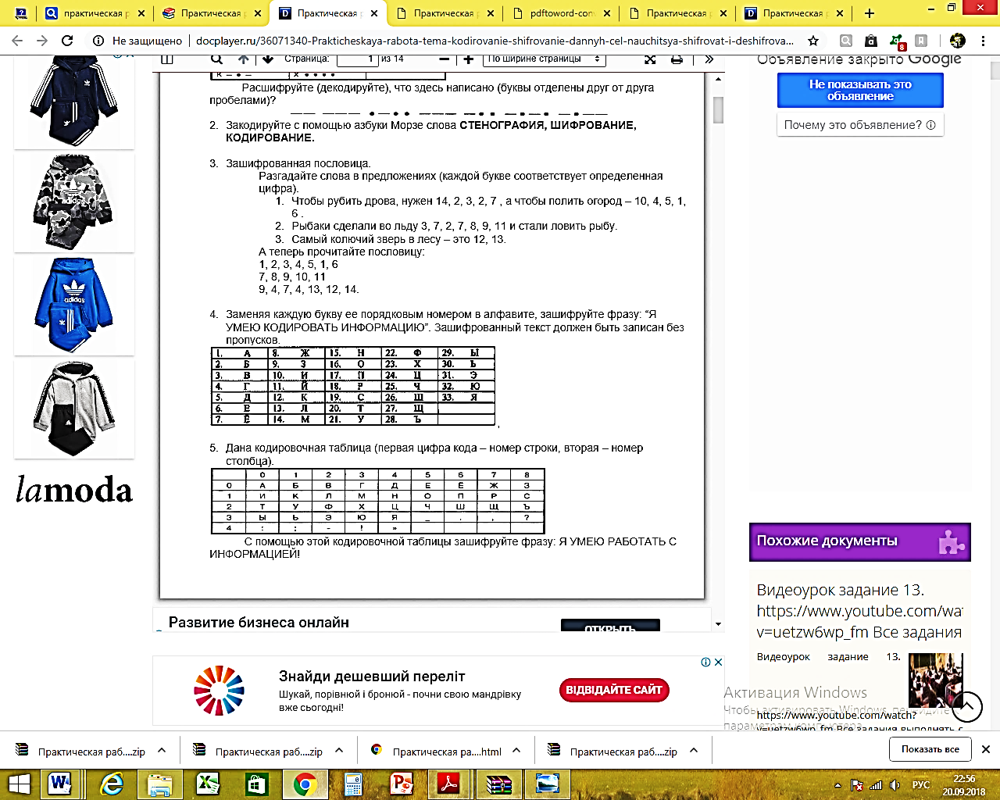 практическая р
Практическая р
Практическая р
практическая р
pdftoword-conv
Практическая р
Практическая р
Не защищено
docplayer.ru/36071340-Prakticheskaya-rabota-tema-kodirovanie-shifrovanie-dannyh-cel-nauchitsya-shifrovat-i-deshifrova...
8
Страница: 1 из 14
По ширине страницы
Расшифруйте (декодируйте), что здесь написано (буквы отделены друг от друга
пробелами)?
2. Закодируйте с помощью азбуки Морзе слова СТЕНОГРАФИЯ, ШИФРОВАНИЕ,
КОДИРОВАНИЕ.
3. Зашифрованная пословица.
Разгадайте слова в предложениях (каждой букве соответствует определенная
цифра).
1. Чтобы рубить дрова, нужен 14, 2, 3, 2, 7 , а чтобы полить огород – 10, 4, 5, 1,
6 .
2. Рыбаки сделали во льду 3, 7, 2, 7, 8, 9, 11 и стали ловить рыбу.
3. Самый колючий зверь в лесу – это 12, 13.
А теперь прочитайте пословицу:
1, 2, 3, 4, 5, 1, 6
7, 8, 9, 10, 11
9, 4, 7, 4, 13, 12, 14.
4. Заменяя каждую букву ее порядковым номером в алфавите, зашифруйте фразу: “Я
УМЕЮ КОДИРОВАТЬ ИНФОРМАЦИЮ”. Зашифрованный текст должен быть записан без
пропусков.
1. А 8. Ж 15. Н 22. Ф 29. Ы
2. Б 9. З 16. О 23. Х 30. Ь
3. В 10. И 17. П 24. Ц 31. Э
4. Г 11. Й 18. Р 25. Ч 32. Ю
5. Д 12. К 19. С 26. Ш 33. Я
6. Е 13. Л 20. Т 27. Щ
7. Ё 14. М 21. У 28. Ъ
,
5. Дана кодировочная таблица (первая цифра кода – номер строки, вторая – номер
столбца).
0 1 2 3 4 5 6 7 8
0 А Б В Г Д Е Ё Ж З
1 И К Л М Н О П Р С
2 Т У Ф Х Ц Ч Ш Щ Ъ
3 Ы Ь Э Ю Я _ . , ?
4 : ; - ! »
С помощью этой кодировочной таблицы зашифруйте фразу: Я УМЕЮ РАБОТАТЬ С
ИНФОРМАЦИЕЙ!
adidas
adidas
lamoda
Объявление закрыто Google
Не показывать это
объявление
Почему это объявление?
Похожие документы
Видеоурок задание 13.
https://www.youtube.com/wat
v=uetzw6wp_fm Все задания
Видеоурок задание 13.
https://www.youtube.com/watch?
v=uetzw6wp_fm Все задания выполнять с
Развитие бизнеса онлайн
ОТКРЫТЬ
Знайди дешевший переліт
Шукай, порівнюй і бронюй - почни свою мандрівку
вже сьогодні!
ВІДВІДАЙТЕ САЙТ
Активация Windows
Чтобы активировать Windows, перейдите к
параметрам компьютера.
Практическая раб....zip
Практическая раб....zip
Практическая ра....html
Практическая раб....zip
Показать все
РУС
22:56
20.09.2018